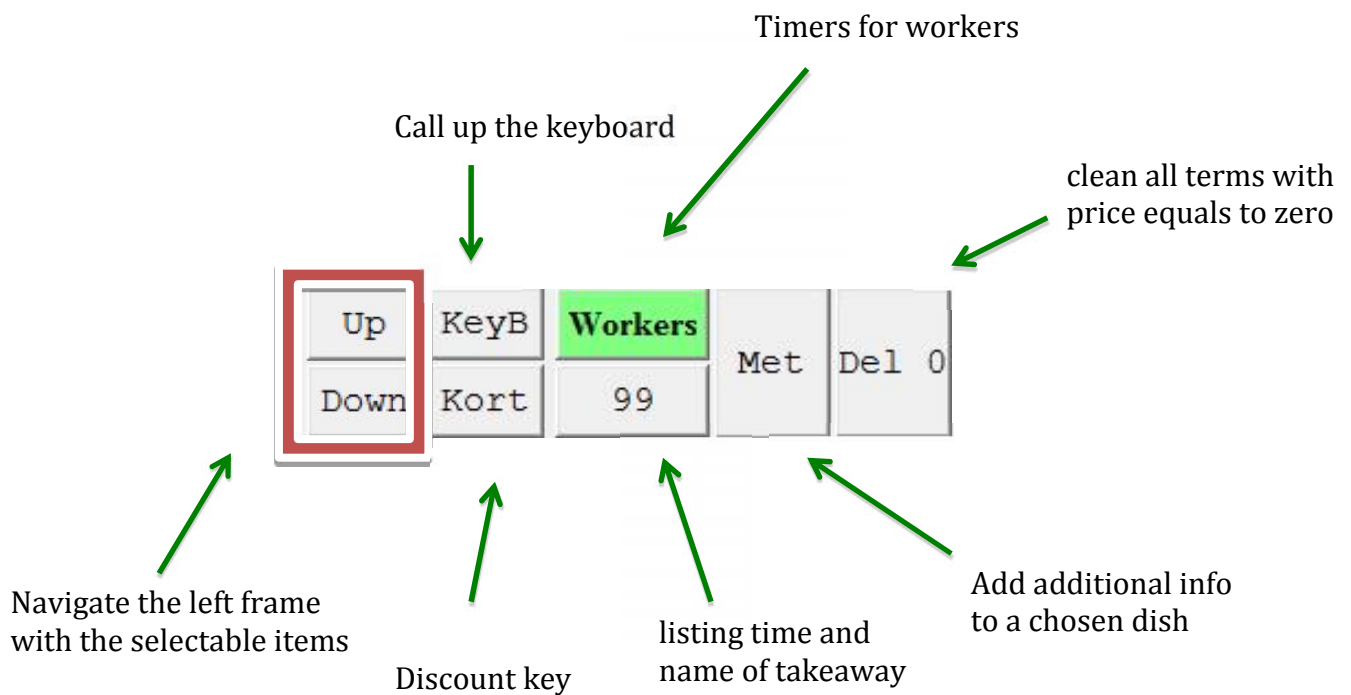 Timers for workers
Call up the keyboard
clean all terms with
price equals to zero
Up
KeyB
Workers
Met
Del 0
Down
Kort
99
Navigate the left frame
with the selectable items
Discount key
listing time and
name of takeaway
Add additional info
to a chosen dish